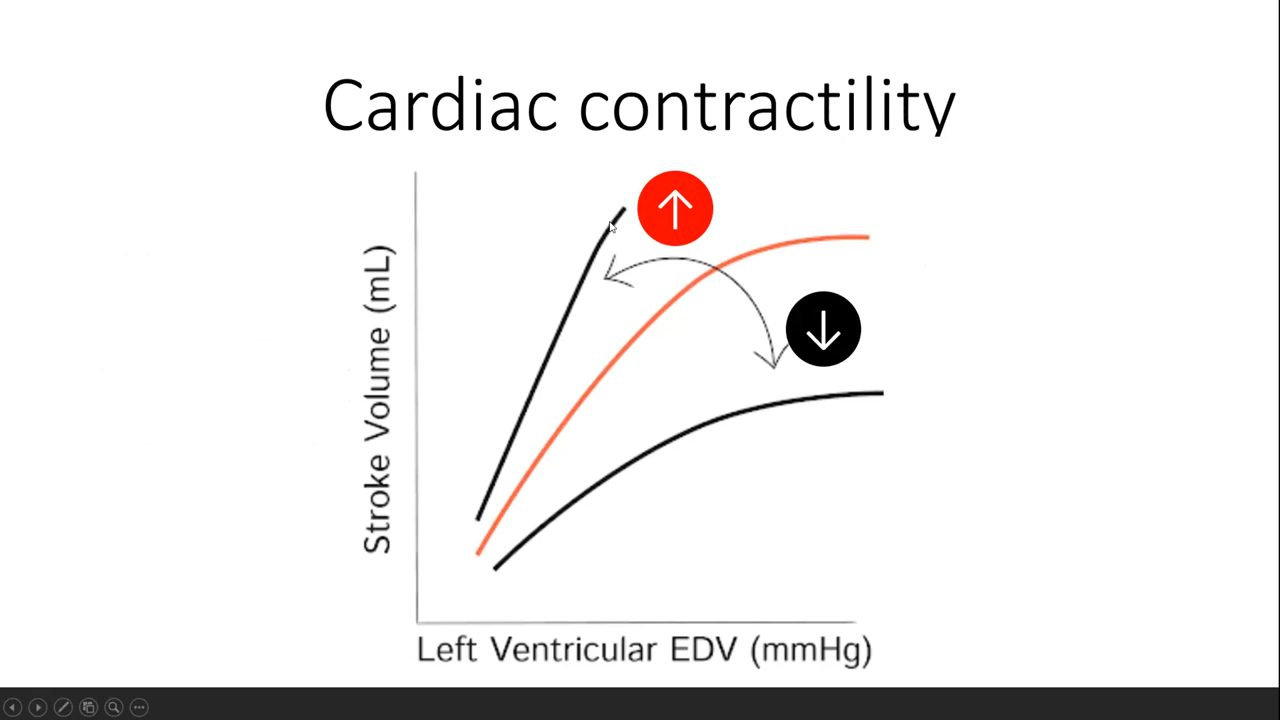 Cardiac contractility
Stroke Volume (mL)
Left Ventricular EDV (mmHg)